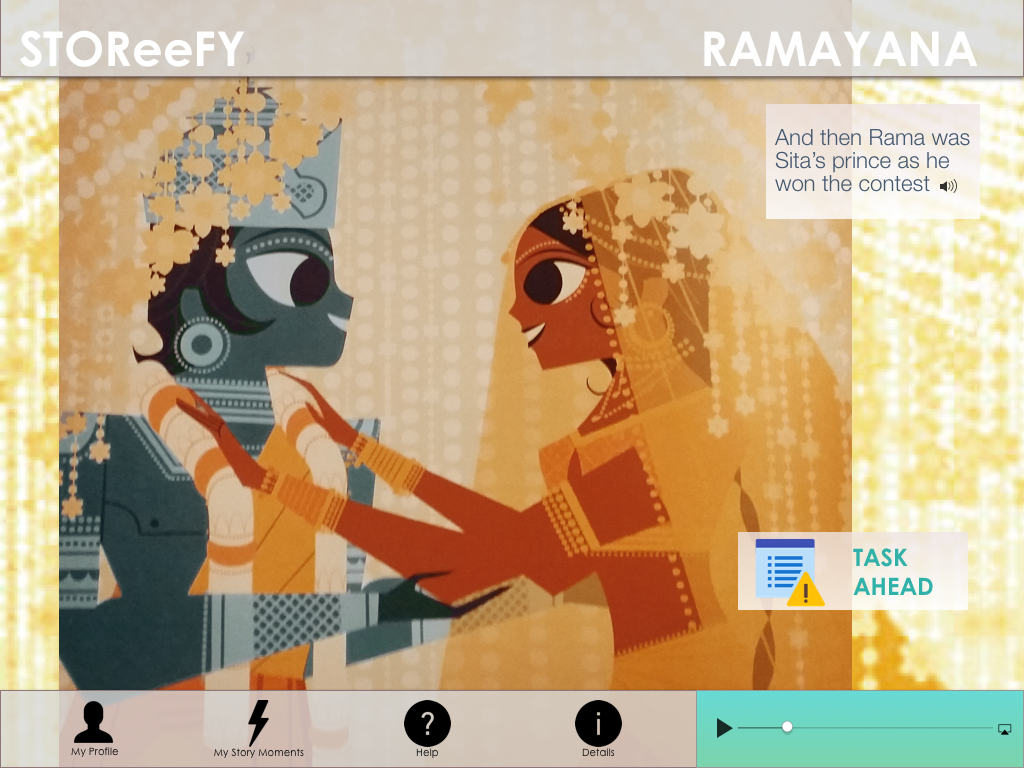 STOReeFY
RAMAYANA
And then Rama was
Sita's prince as he
won the contest
TASK
AHEAD
My Profile
My Story Moments
Help
Details